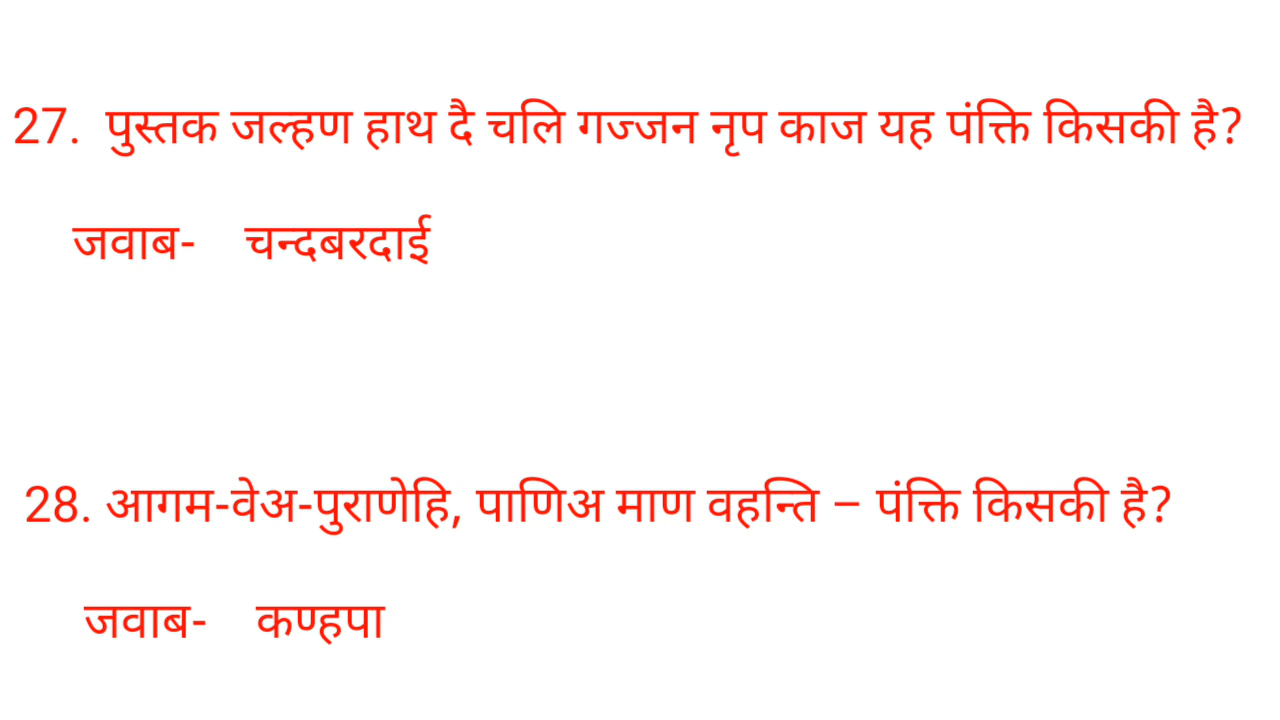 27. पुस्तक जल्हण हाथ दै चलि गज्जन नृप काज यह पंक्ति किसकी है?
जवाब- चन्दबरदाई
28. आगम-वेअ-पुराणेहि, पाणिअ माण वहन्ति – पंक्ति किसकी है?
जवाब- कण्हपा